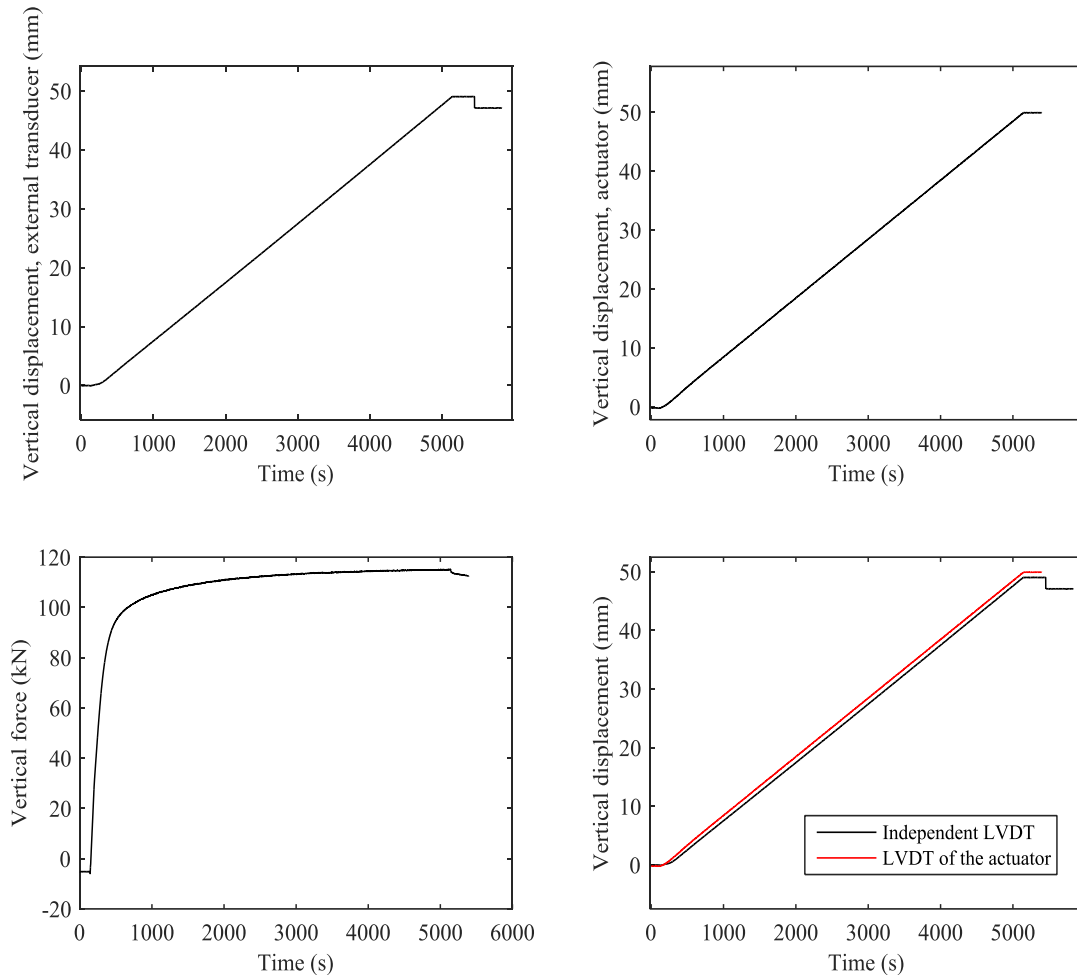 Vertical displacement, external transducer (mm)
50
40
30
20
10
0
0 1000 2000 3000 4000 5000 6000
Time (s)
Vertical displacement, actuator (mm)
50
40
30
20
10
0
0 1000 2000 3000 4000 5000
Time (s)
Vertical force (kN)
120
100
80
60
40
20
0
-20
0 1000 2000 3000 4000 5000 6000
Time (s)
Vertical displacement (mm)
50
40
30
20
10
0
Independent LVDT
LVDT of the actuator
0 1000 2000 3000 4000 5000
Time (s)